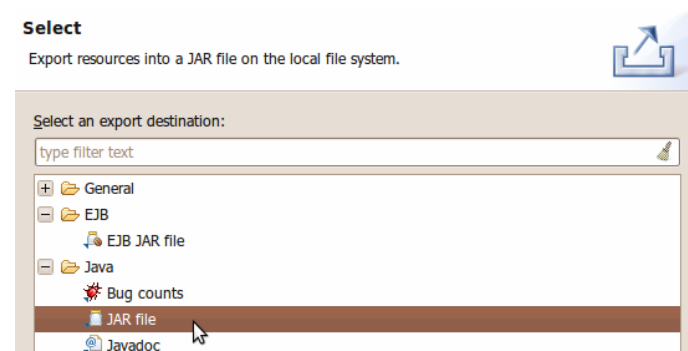 Select
Export resources into a JAR file on the local file system.
Select an export destination:
type filter text
General
EJB
EJB JAR file
Java
Bug counts
JAR file
Javadoc